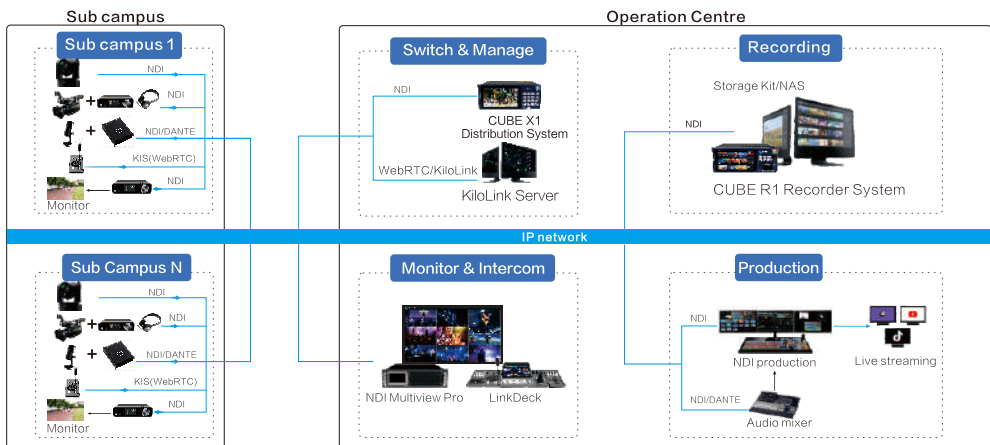 Sub campus
Operation Centre
Sub campus 1
NDI
NDI
NDI/DANTE
KIS(WebRTC)
NDI
Monitor
Switch & Manage
NDI
CUBE X1
Distribution System
WebRTC/KiloLink
KiloLink Server
Recording
Storage Kit/NAS
NDI
CUBE R1 Recorder System
IP network
Sub Campus N
NDI
NDI
NDI/DANTE
KIS(WebRTC)
NDI
Monitor
Monitor & Intercom
NDI Multiview Pro
LinkDeck
Production
NDI
NDI production
Live streaming
NDI/DANTE
Audio mixer